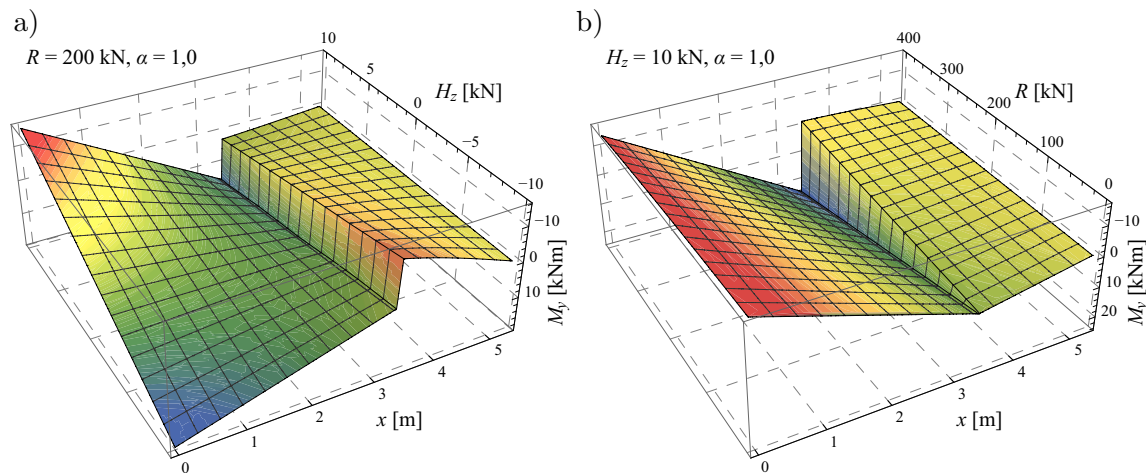 a)
R = 200 kN, α = 1,0
10
5
0
−5
−10
H_z [kN]
−10
0
10
M_y [kNm]
0
1
2
3
4
5
x [m]
b)
H_z = 10 kN, α = 1,0
400
300
200
100
0
R [kN]
−10
0
10
20
M_y [kNm]
0
1
2
3
4
5
x [m]